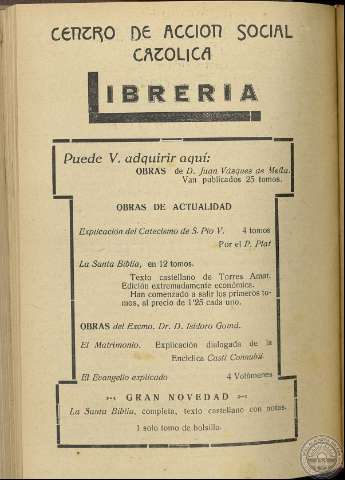 CENTRO DE ACCION SOCIAL
CATOLICA
LIBRERIA
Puede V. adquirir aquí:
OBRAS de D. Juan Vásques de Mella.
Van publicados 25 tomos.
OBRAS DE ACTUALIDAD
Explicación del Catecismo de S. Pio V. 4 tomos
Por el P. Plat
La Santa Biblia, en 12 tomos.
Texto castellano de Torres Amat.
Edición extremadamente económica.
Han comenzado a salir los primeros to-
mos, al precio de 1'25 cada uno.
OBRAS del Excmo. Dr. D. Isidoro Gomá.
El Matrimonio. Explicación dialogada de la
Encíclica Casti Connubii
El Evangelio explicado 4 Volúmenes
GRAN NOVEDAD
La Santa Biblia, completa, texto castellano con notas.
1 solo tomo de bolsillo.